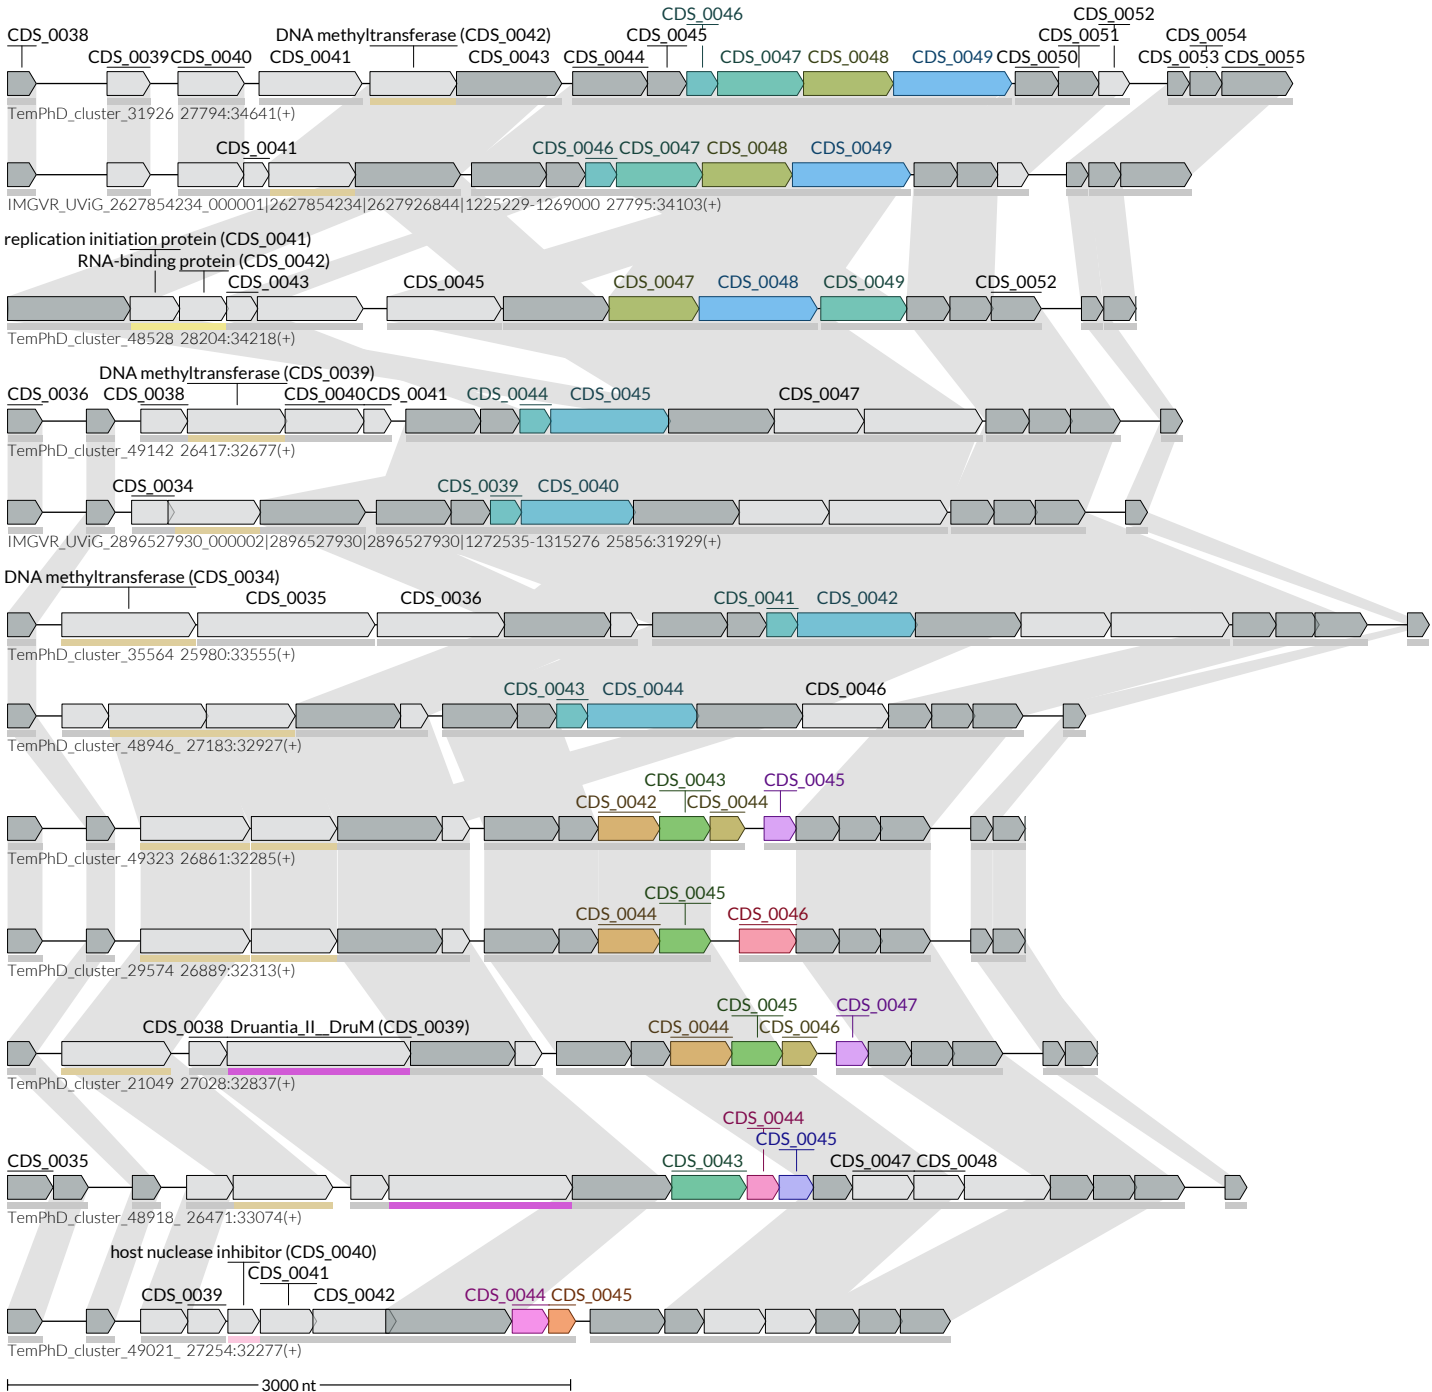 CDS_0046 CDS_0052
CDS_0038 DNA methyltransferase (CDS_0042) CDS_0045 CDS_0051 CDS_0054
CDS_0039 CDS_0040 CDS_0041 CDS_0043 CDS_0044 CDS_0047 CDS_0048 CDS_0049 CDS_0050 CDS_0053 CDS_0055
TemPhD_cluster_31926 27794:34641(+)
CDS_0041 CDS_0046 CDS_0047 CDS_0048 CDS_0049
IMGVR_UViG_2627854234_000001|2627854234|2627926844|1225229-1269000 27795:34103(+)
replication initiation protein (CDS_0041)
RNA-binding protein (CDS_0042)
CDS_0043 CDS_0045 CDS_0047 CDS_0048 CDS_0049 CDS_0052
TemPhD_cluster_48528 28204:34218(+)
DNA methyltransferase (CDS_0039)
CDS_0036 CDS_0038 CDS_0040 CDS_0041 CDS_0044 CDS_0045 CDS_0047
TemPhD_cluster_49142 26417:32677(+)
CDS_0034 CDS_0039 CDS_0040
IMGVR_UViG_2896527930_000002|2896527930|2896527930|1272535-1315276 25856:31929(+)
DNA methyltransferase (CDS_0034)
CDS_0035 CDS_0036 CDS_0041 CDS_0042
TemPhD_cluster_35564 25980:33555(+)
CDS_0043 CDS_0044 CDS_0046
TemPhD_cluster_48946_ 27183:32927(+)
CDS_0043 CDS_0045
CDS_0042 CDS_0044
TemPhD_cluster_49323 26861:32285(+)
CDS_0045
CDS_0044 CDS_0046
TemPhD_cluster_29574 26889:32313(+)
CDS_0045 CDS_0047
CDS_0038 Druantia_II__DruM (CDS_0039) CDS_0044 CDS_0046
TemPhD_cluster_21049 27028:32837(+)
CDS_0044
CDS_0045
CDS_0035 CDS_0043 CDS_0047 CDS_0048
TemPhD_cluster_48918_ 26471:33074(+)
host nuclease inhibitor (CDS_0040)
CDS_0041
CDS_0039 CDS_0042 CDS_0044 CDS_0045
TemPhD_cluster_49021_ 27254:32277(+)
3000 nt